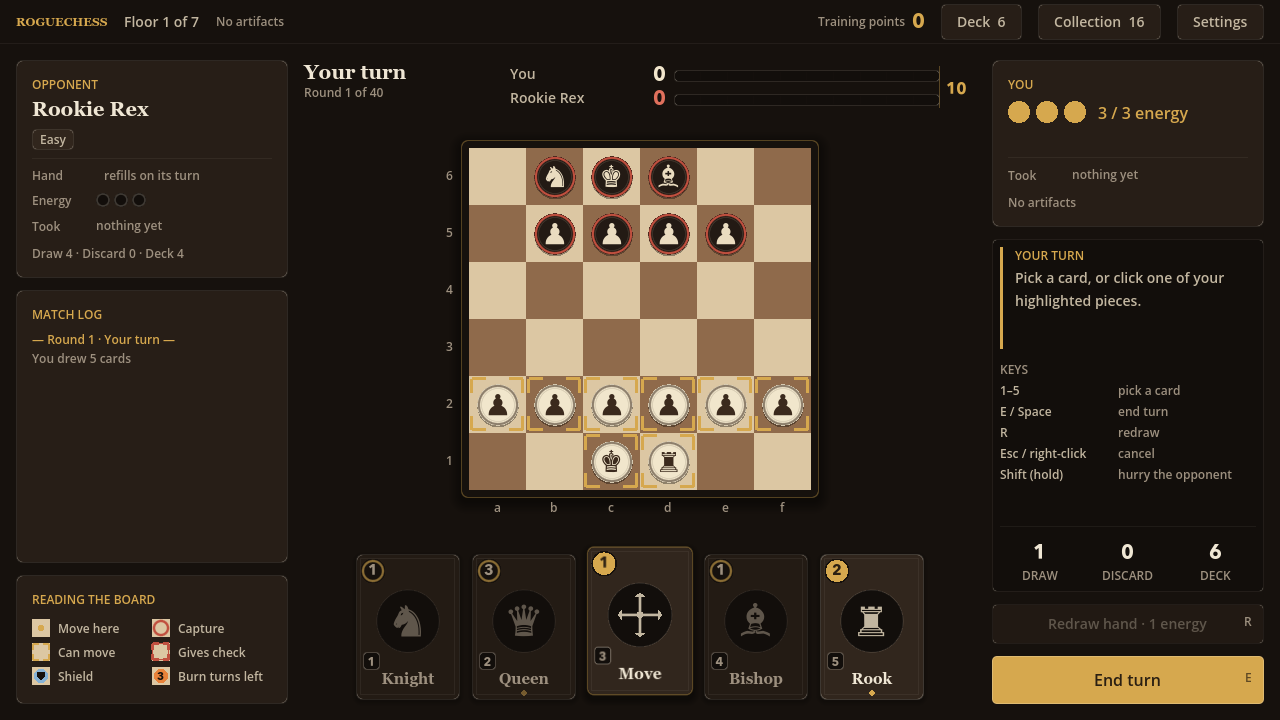 ROGUECHESS Floor 1 of 7 No artifacts
Training points 0 Deck 6 Collection 16 Settings
OPPONENT
Rookie Rex
Easy
Hand refills on its turn
Energy
Took nothing yet
Draw 4 · Discard 0 · Deck 4
MATCH LOG
— Round 1 · Your turn —
You drew 5 cards
READING THE BOARD
Move here Capture
Can move Gives check
Shield 3 Burn turns left
Your turn
Round 1 of 40
You 0
Rookie Rex 0
10
6
5
4
3
2
1
a b c d e f
1 1 Knight
3 2 Queen
1 3 Move
1 4 Bishop
2 5 Rook
YOU
3 / 3 energy
Took nothing yet
No artifacts
YOUR TURN
Pick a card, or click one of your
highlighted pieces.
KEYS
1–5 pick a card
E / Space end turn
R redraw
Esc / right-click cancel
Shift (hold) hurry the opponent
1 0 6
DRAW DISCARD DECK
Redraw hand · 1 energy R
End turn E